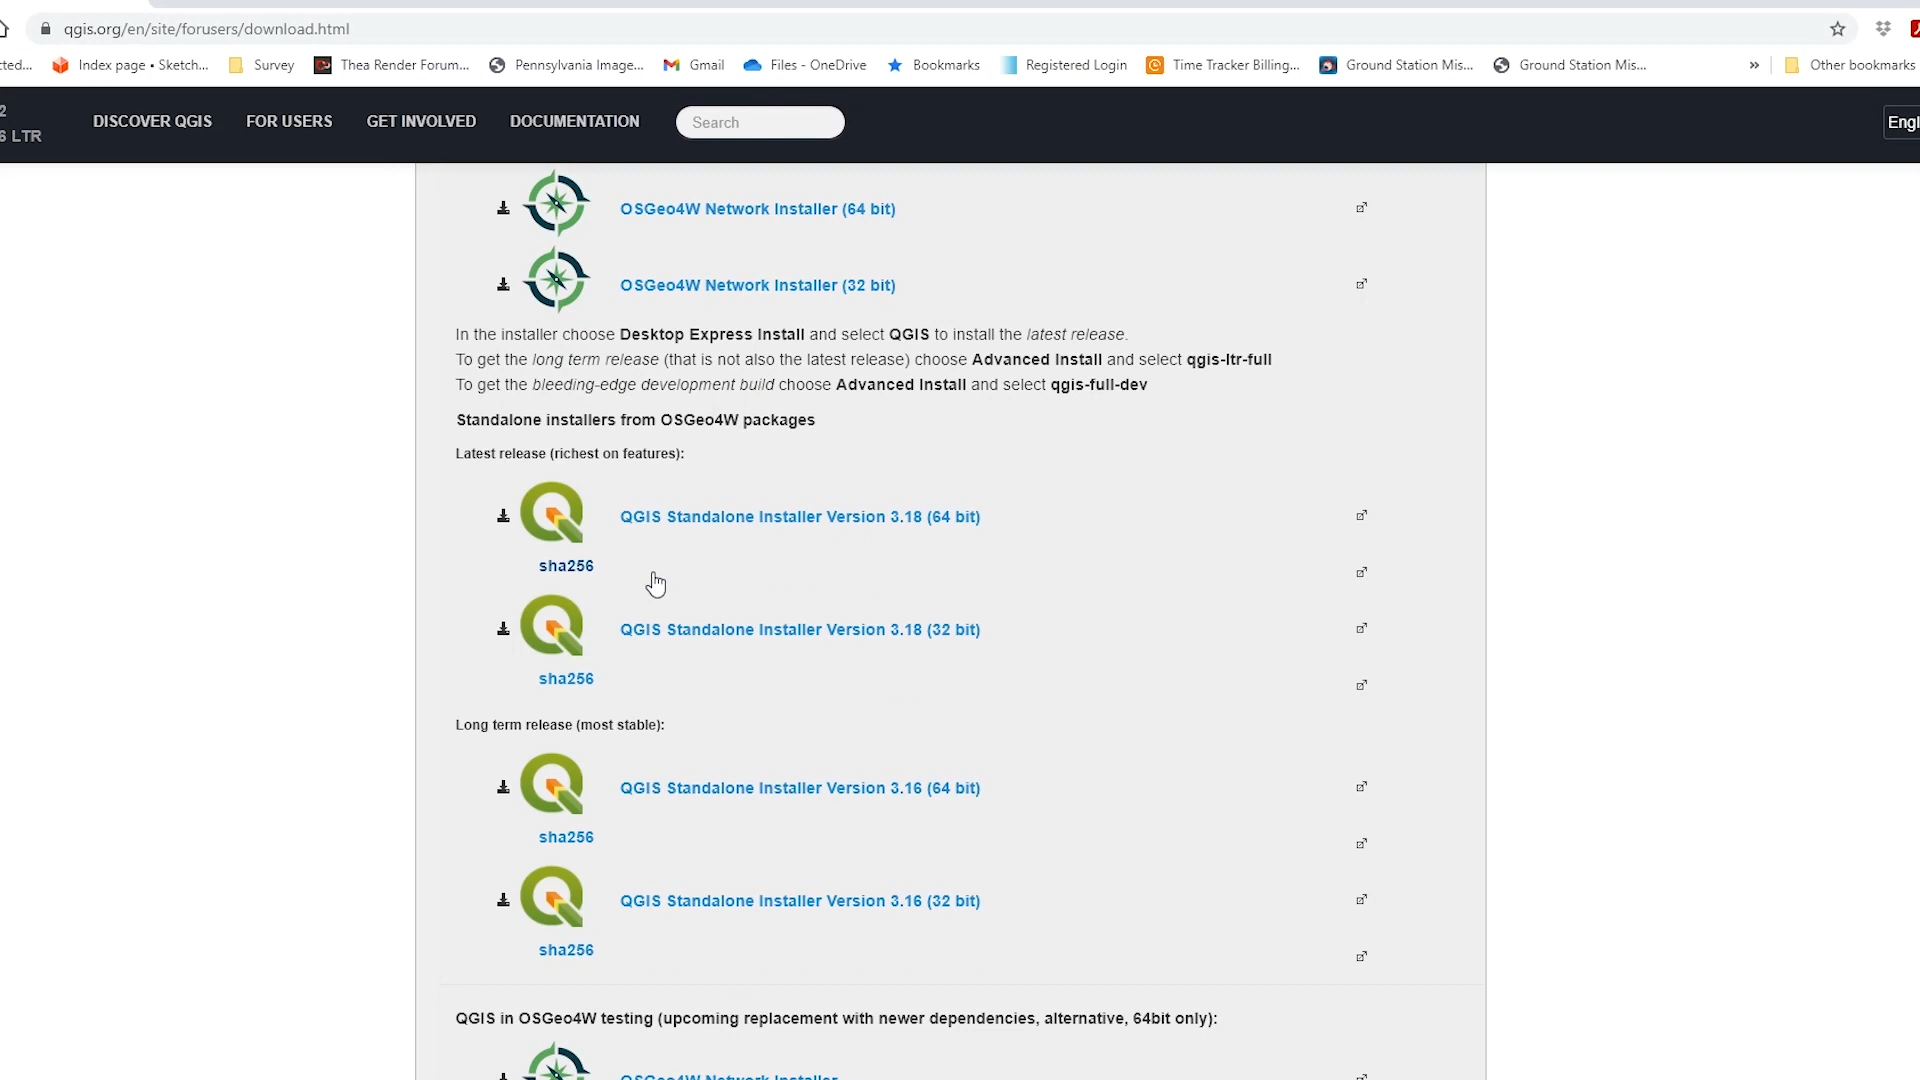 qgis.org/en/site/forusers/download.html
cted... Index page • Sketch... Survey Thea Render Forum... Pennsylvania Image... Gmail Files - OneDrive Bookmarks Registered Login Time Tracker Billing... Ground Station Mis... Ground Station Mis... » Other bookmarks
2
6 LTR
DISCOVER QGIS FOR USERS GET INVOLVED DOCUMENTATION Search Engl
OSGeo4W Network Installer (64 bit)
OSGeo4W Network Installer (32 bit)
In the installer choose Desktop Express Install and select QGIS to install the latest release.
To get the long term release (that is not also the latest release) choose Advanced Install and select qgis-ltr-full
To get the bleeding-edge development build choose Advanced Install and select qgis-full-dev
Standalone installers from OSGeo4W packages
Latest release (richest on features):
QGIS Standalone Installer Version 3.18 (64 bit)
sha256
QGIS Standalone Installer Version 3.18 (32 bit)
sha256
Long term release (most stable):
QGIS Standalone Installer Version 3.16 (64 bit)
sha256
QGIS Standalone Installer Version 3.16 (32 bit)
sha256
QGIS in OSGeo4W testing (upcoming replacement with newer dependencies, alternative, 64bit only):
OSGeo4W Network Installer